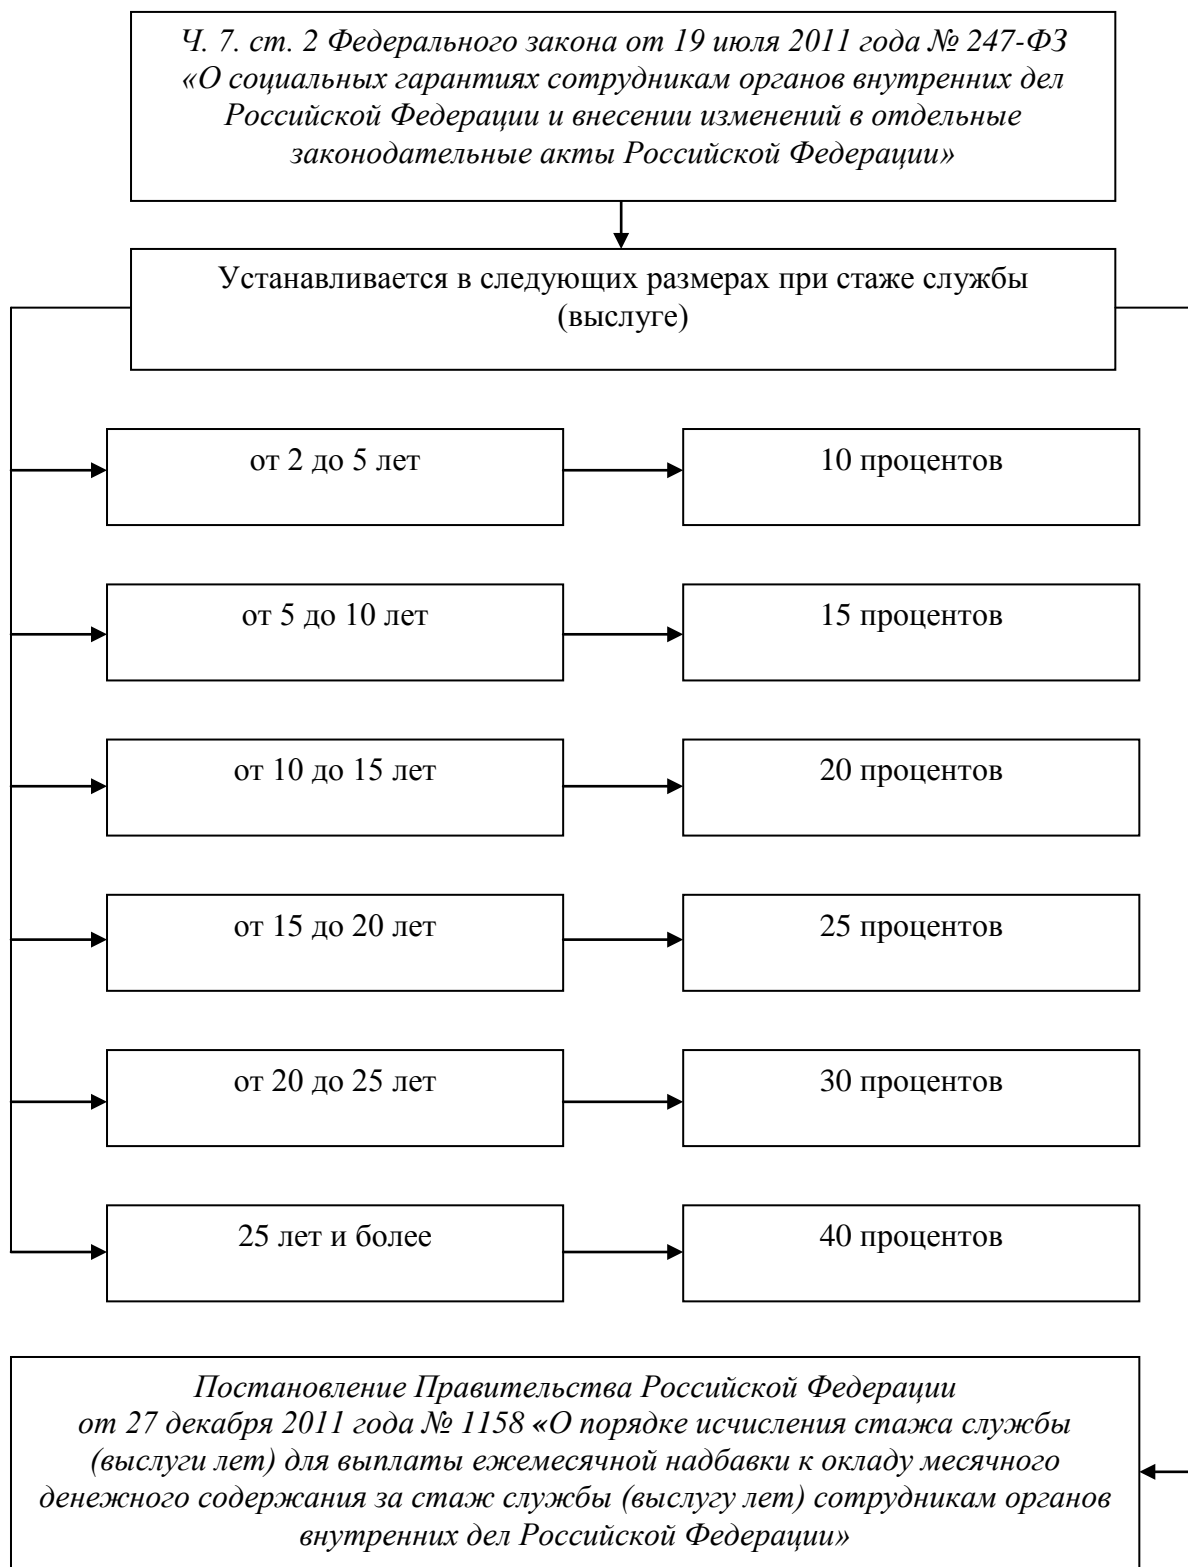 Ч. 7. ст. 2 Федерального закона от 19 июля 2011 года № 247-ФЗ
«О социальных гарантиях сотрудникам органов внутренних дел
Российской Федерации и внесении изменений в отдельные
законодательные акты Российской Федерации»
Устанавливается в следующих размерах при стаже службы
(выслуге)
от 2 до 5 лет
10 процентов
от 5 до 10 лет
15 процентов
от 10 до 15 лет
20 процентов
от 15 до 20 лет
25 процентов
от 20 до 25 лет
30 процентов
25 лет и более
40 процентов
Постановление Правительства Российской Федерации
от 27 декабря 2011 года № 1158 «О порядке исчисления стажа службы
(выслуги лет) для выплаты ежемесячной надбавки к окладу месячного
денежного содержания за стаж службы (выслугу лет) сотрудникам органов
внутренних дел Российской Федерации»